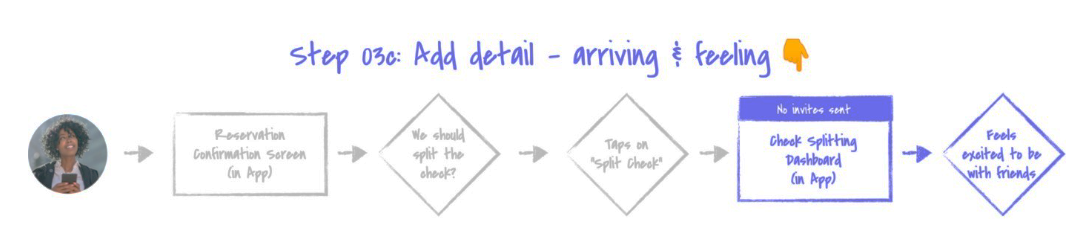 Step 03c: Add detail - arriving & feeling
Reservation
Confirmation Screen
(in App)
We should
split the
check?
Taps on
"Split Check"
No invites sent
Check Splitting
Dashboard
(in App)
Feels
excited to be
with friends